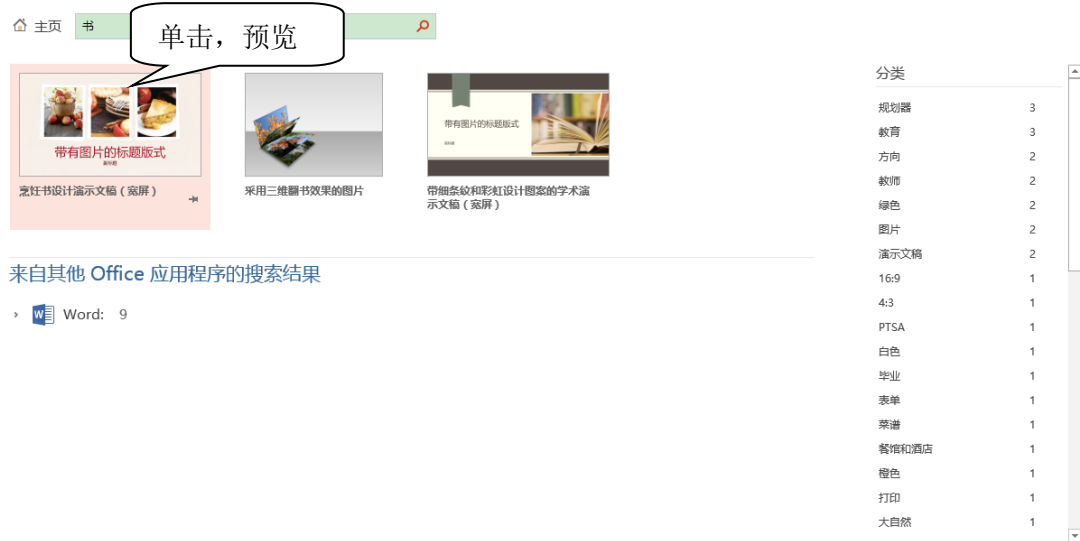 主页
书
单击，预览
带有图片的标题版式
副标题
烹饪书设计演示文稿（宽屏）
采用三维翻书效果的图片
带有图片的标题版式
副标题
带细条纹和彩虹设计图案的学术演
示文稿（宽屏）
来自其他 Office 应用程序的搜索结果
W Word: 9
分类
规划器 3
教育 3
方向 2
教师 2
绿色 2
图片 2
演示文稿 2
16:9 1
4:3 1
PTSA 1
白色 1
毕业 1
表单 1
菜谱 1
餐馆和酒店 1
橙色 1
打印 1
大自然 1